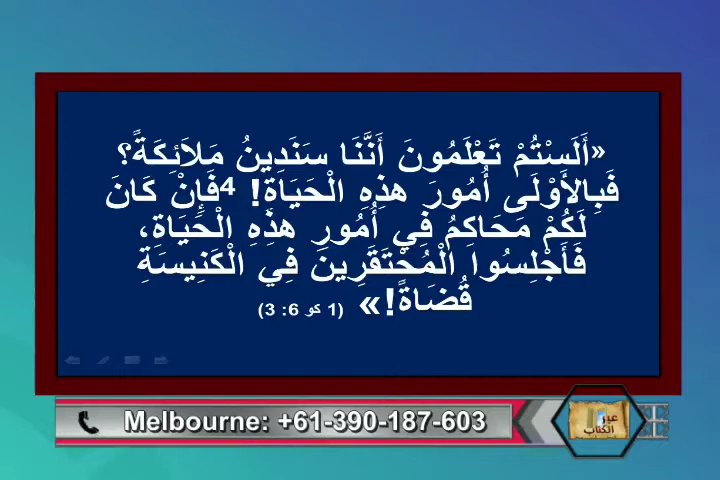 «أَلَسْتُمْ تَعْلَمُونَ أَنَّنَا سَنَدِينُ مَلاَئِكَةً؟
فَبِالأَوْلَى أُمُورَ هذِهِ الْحَيَاةِ! 4فَإِنْ كَانَ
لَكُمْ مَحَاكِمُ فِي أُمُورِ هذِهِ الْحَيَاةِ،
فَأَجْلِسُوا الْمُحْتَقَرِينَ فِي الْكَنِيسَةِ
قُضَاةً!» (1 كو 6: 3)
Melbourne: +61-390-187-603
عبر
الكتاب